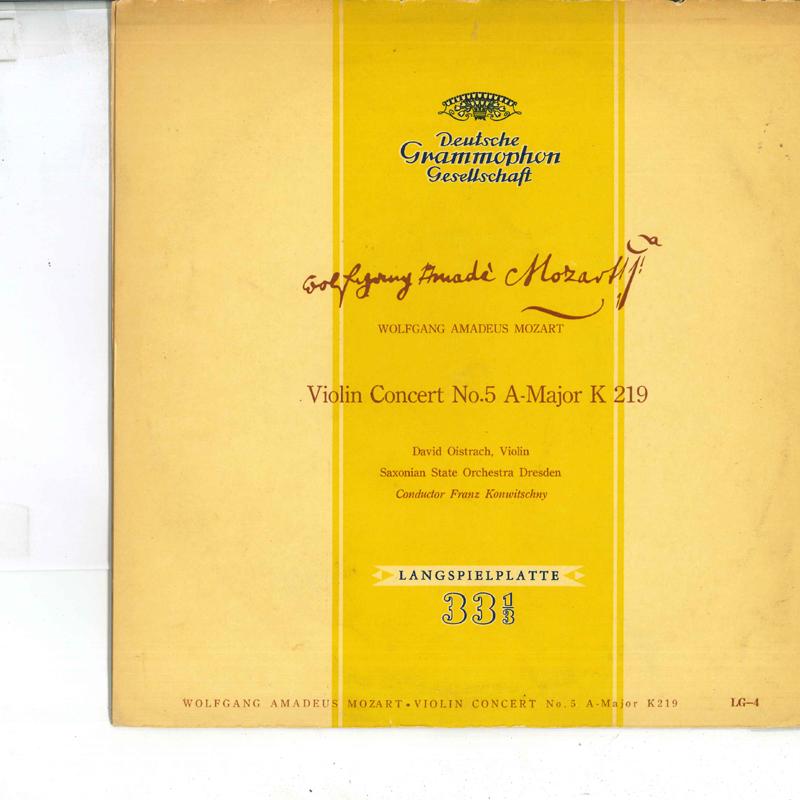 Deutsche
Grammophon
Gesellschaft
Wolfgang Amadè Mozart
WOLFGANG AMADEUS MOZART
Violin Concert No.5 A-Major K 219
David Oistrach, Violin
Saxonian State Orchestra Dresden
Conductor Franz Konwitschny
LANGSPIELPLATTE
33 1/3
WOLFGANG AMADEUS MOZART • VIOLIN CONCERT No. 5 A-Major K219 LG-4